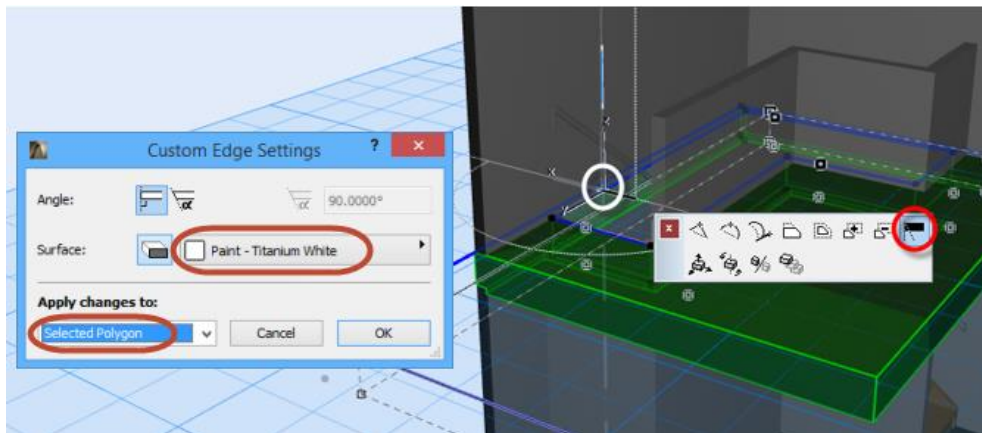 Custom Edge Settings ? ×
Angle: α α 90.0000°
Surface: Paint - Titanium White
Apply changes to:
Selected Polygon Cancel OK
x
y